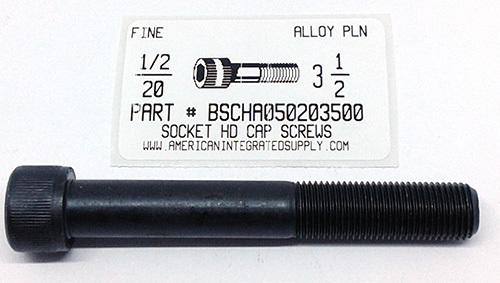 FINE ALLOY PLN
1/2
20
3 1/2
PART # BSCHA050203500
SOCKET HD CAP SCREWS
WWW.AMERICANINTEGRATEDSUPPLY.COM